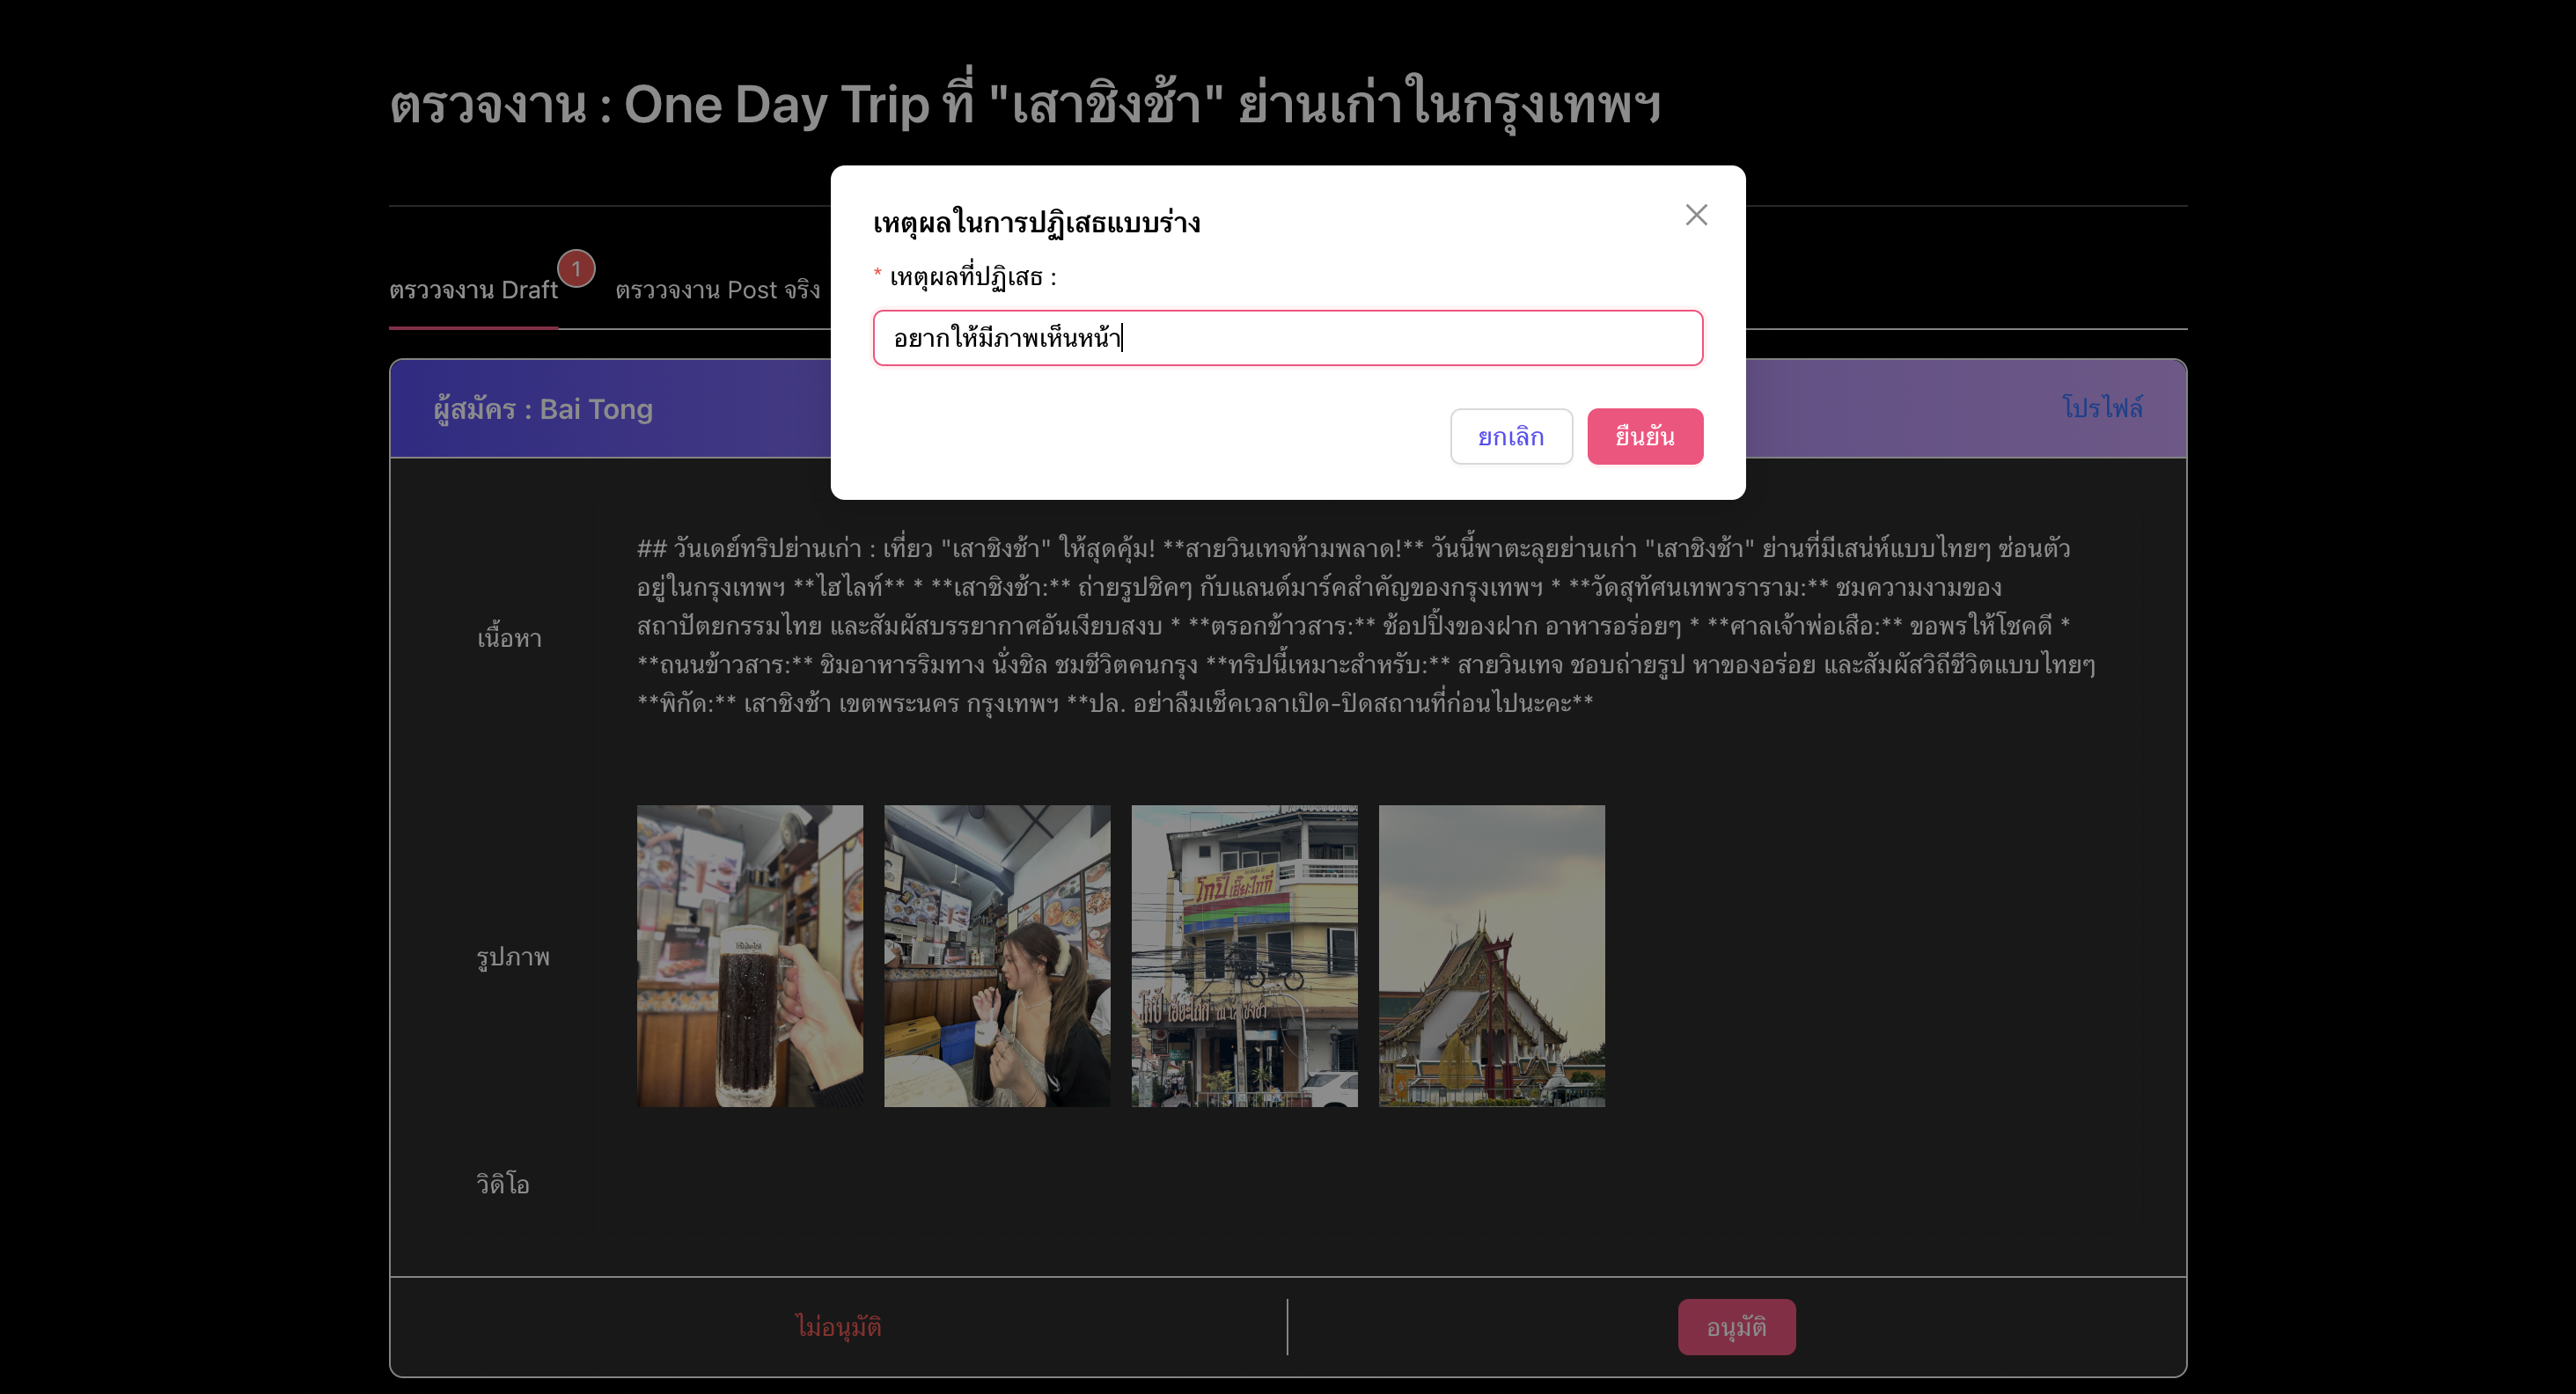 ตรวจงาน : One Day Trip ที่ "เสาชิงช้า" ย่านเก่าในกรุงเทพฯ
เหตุผลในการปฏิเสธแบบร่าง
* เหตุผลที่ปฏิเสธ :
อยากให้มีภาพเห็นหน้า
ยกเลิก
ยืนยัน
ตรววจงาน Draft
1
ตรววจงาน Post จริง
ผู้สมัคร : Bai Tong
โปรไฟล์
เนื้อหา
## วันเดย์ทริปย่านเก่า : เที่ยว "เสาชิงช้า" ให้สุดคุ้ม! **สายวินเทจห้ามพลาด!** วันนี้พาตะลุยย่านเก่า "เสาชิงช้า" ย่านที่มีเสน่ห์แบบไทยๆ ซ่อนตัว
อยู่ในกรุงเทพฯ **ไฮไลท์** * **เสาชิงช้า:** ถ่ายรูปชิคๆ กับแลนด์มาร์คสำคัญของกรุงเทพฯ * **วัดสุทัศนเทพวราราม:** ชมความงามของ
สถาปัตยกรรมไทย และสัมผัสบรรยากาศอันเงียบสงบ * **ตรอกข้าวสาร:** ช้อปปิ้งของฝาก อาหารอร่อยๆ * **ศาลเจ้าพ่อเสือ:** ขอพรให้โชคดี *
**ถนนข้าวสาร:** ชิมอาหารริมทาง นั่งชิล ชมชีวิตคนกรุง **ทริปนี้เหมาะสำหรับ:** สายวินเทจ ชอบถ่ายรูป หาของอร่อย และสัมผัสวิถีชีวิตแบบไทยๆ
**พิกัด:** เสาชิงช้า เขตพระนคร กรุงเทพฯ **ปล. อย่าลืมเช็คเวลาเปิด-ปิดสถานที่ก่อนไปนะคะ**
รูปภาพ
โกปี๊ เฮี้ยะไถ่กี่
วิดิโอ
ไม่อนุมัติ
อนุมัติ